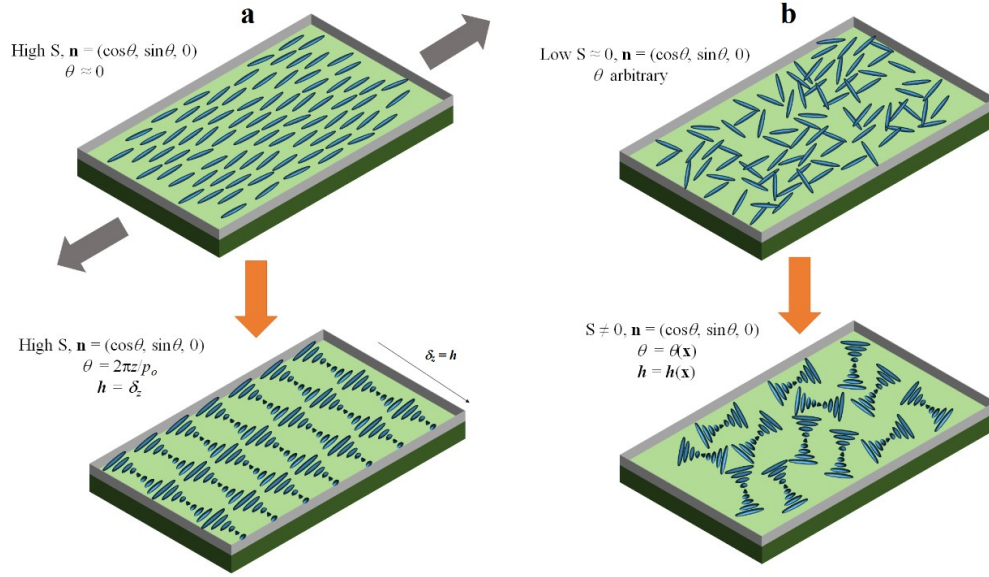 a
High S, n = (cosθ, sinθ, 0)
θ ≈ 0
High S, n = (cosθ, sinθ, 0)
θ = 2πz/pₒ
h = δz
δz = h
b
Low S ≈ 0, n = (cosθ, sinθ, 0)
θ arbitrary
S ≠ 0, n = (cosθ, sinθ, 0)
θ = θ(x)
h = h(x)